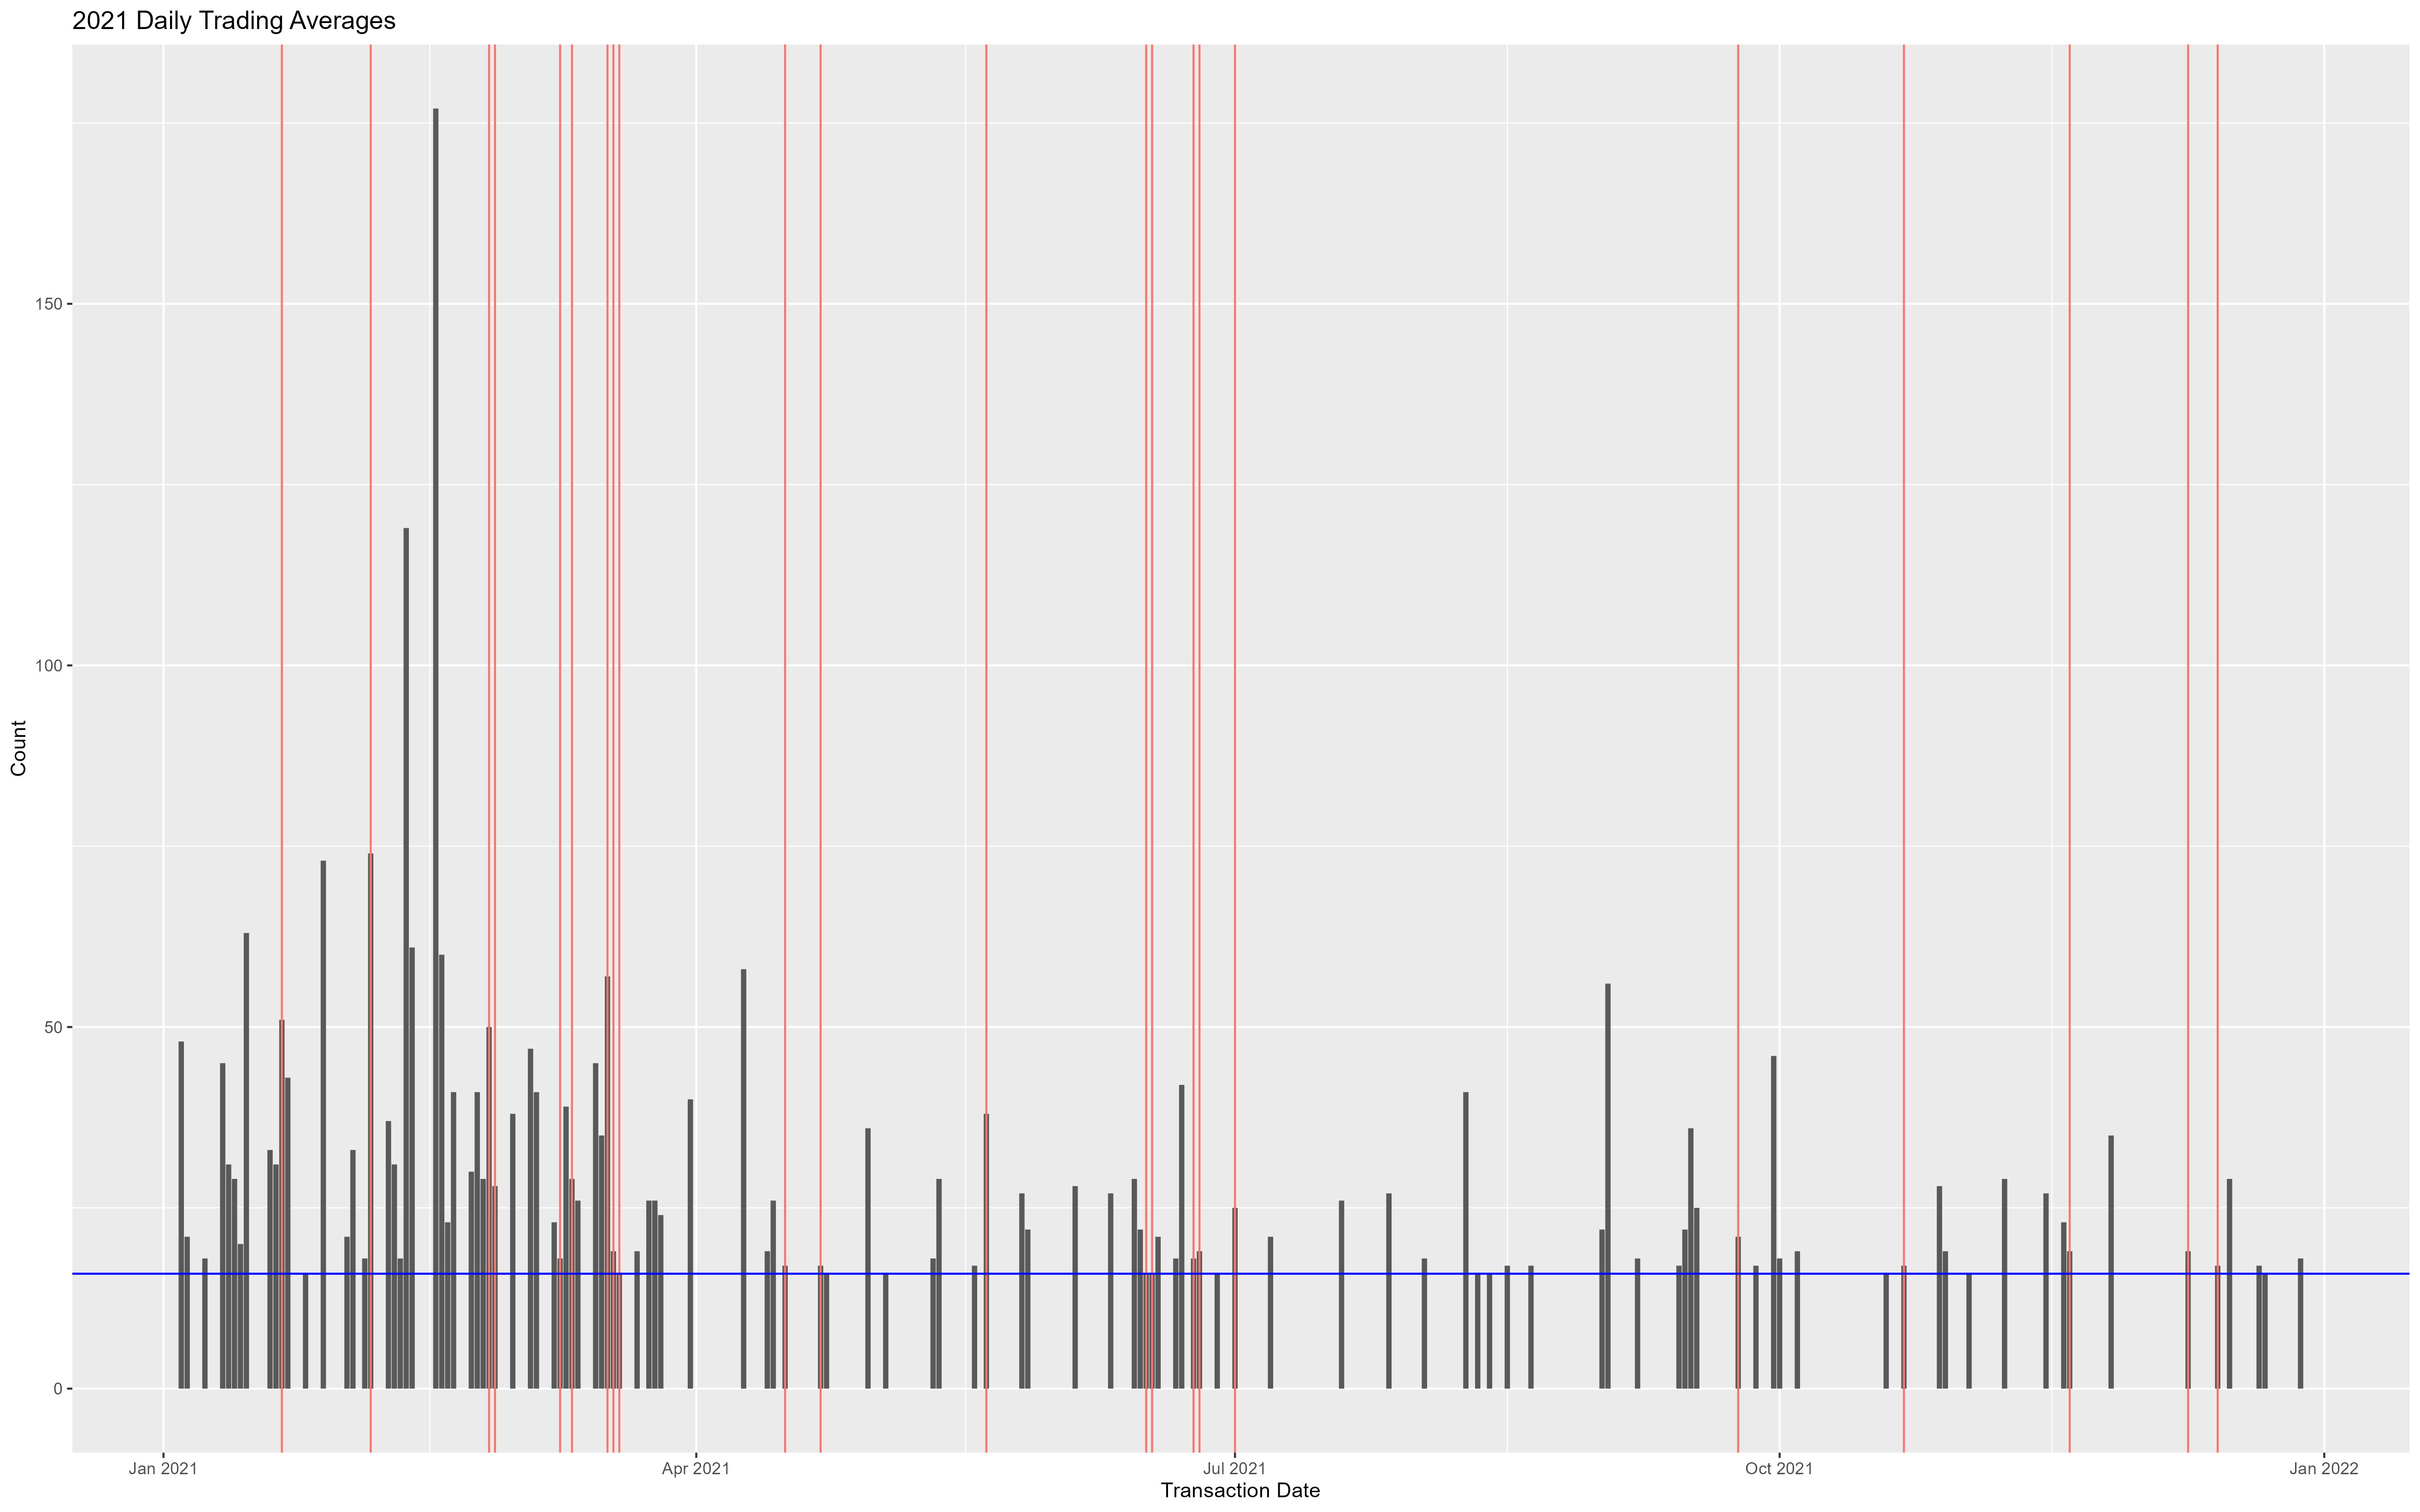 2021 Daily Trading Averages
150
100
50
0
Count
Jan 2021
Apr 2021
Jul 2021
Oct 2021
Jan 2022
Transaction Date